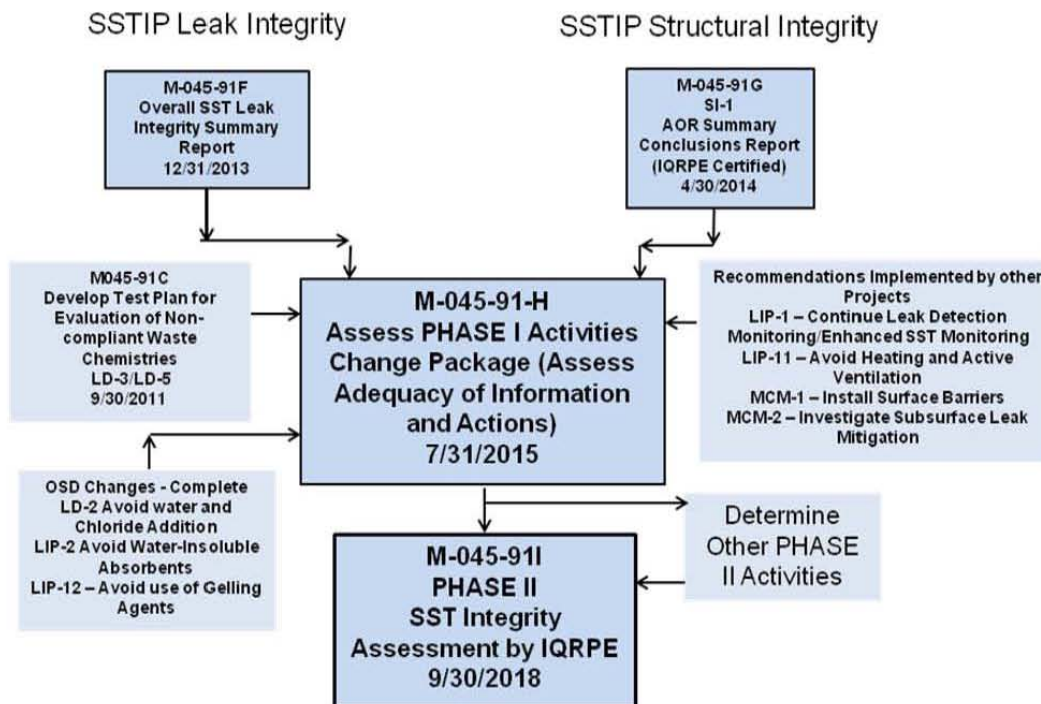 SSTIP Leak Integrity
SSTIP Structural Integrity
M-045-91F
Overall SST Leak
Integrity Summary
Report
12/31/2013
M-045-91G
SI-1
AOR Summary
Conclusions Report
(IQRPE Certified)
4/30/2014
M045-91C
Develop Test Plan for
Evaluation of Non-
compliant Waste
Chemistries
LD-3/LD-5
9/30/2011
M-045-91-H
Assess PHASE I Activities
Change Package (Assess
Adequacy of Information
and Actions)
7/31/2015
Recommendations Implemented by other
Projects
LIP-1 – Continue Leak Detection
Monitoring/Enhanced SST Monitoring
LIP-11 – Avoid Heating and Active
Ventilation
MCM-1 – Install Surface Barriers
MCM-2 – Investigate Subsurface Leak
Mitigation
OSD Changes - Complete
LD-2 Avoid water and
Chloride Addition
LIP-2 Avoid Water-Insoluble
Absorbents
LIP-12 – Avoid use of Gelling
Agents
M-045-91I
PHASE II
SST Integrity
Assessment by IQRPE
9/30/2018
Determine
Other PHASE
II Activities